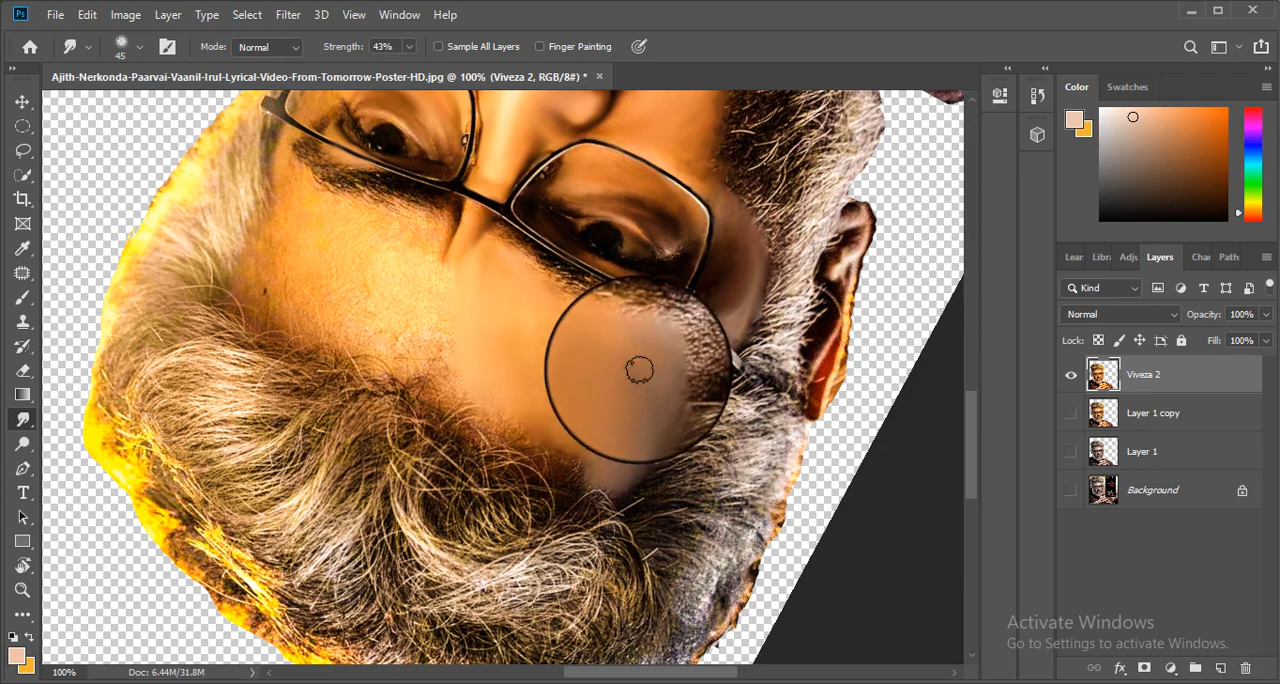 Ps File Edit Image Layer Type Select Filter 3D View Window Help
45 Mode: Normal Strength: 43% Sample All Layers Finger Painting
Ajith-Nerkonda-Paarvai-Vaanil-Irul-Lyrical-Video-From-Tomorrow-Poster-HD.jpg @ 100% (Viveza 2, RGB/8#) * ×
Color Swatches
Lear Libra Adju Layers Char Path
Kind
Normal Opacity: 100%
Lock: Fill: 100%
Viveza 2
Layer 1 copy
Layer 1
Background
Activate Windows
Go to Settings to activate Windows.
100% Doc: 6.44M/31.8M
fx